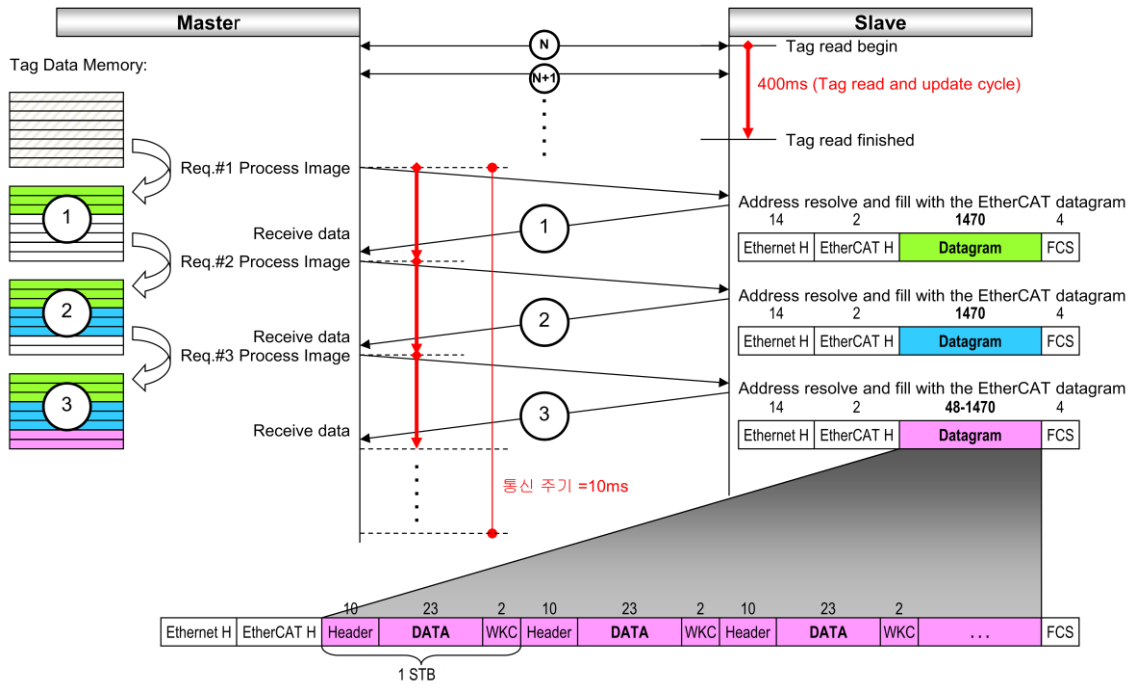 Master
Slave
Tag Data Memory:
N
Tag read begin
N+1
400ms (Tag read and update cycle)
Tag read finished
Req.#1 Process Image
Address resolve and fill with the EtherCAT datagram
14 2 1470 4
Ethernet H EtherCAT H Datagram FCS
1
1
Receive data
Req.#2 Process Image
Address resolve and fill with the EtherCAT datagram
14 2 1470 4
Ethernet H EtherCAT H Datagram FCS
2
2
Receive data
Req.#3 Process Image
Address resolve and fill with the EtherCAT datagram
14 2 48-1470 4
Ethernet H EtherCAT H Datagram FCS
3
3
Receive data
통신 주기 =10ms
10 23 2 10 23 2 10 23 2
Ethernet H EtherCAT H Header DATA WKC Header DATA WKC Header DATA WKC ... FCS
1 STB